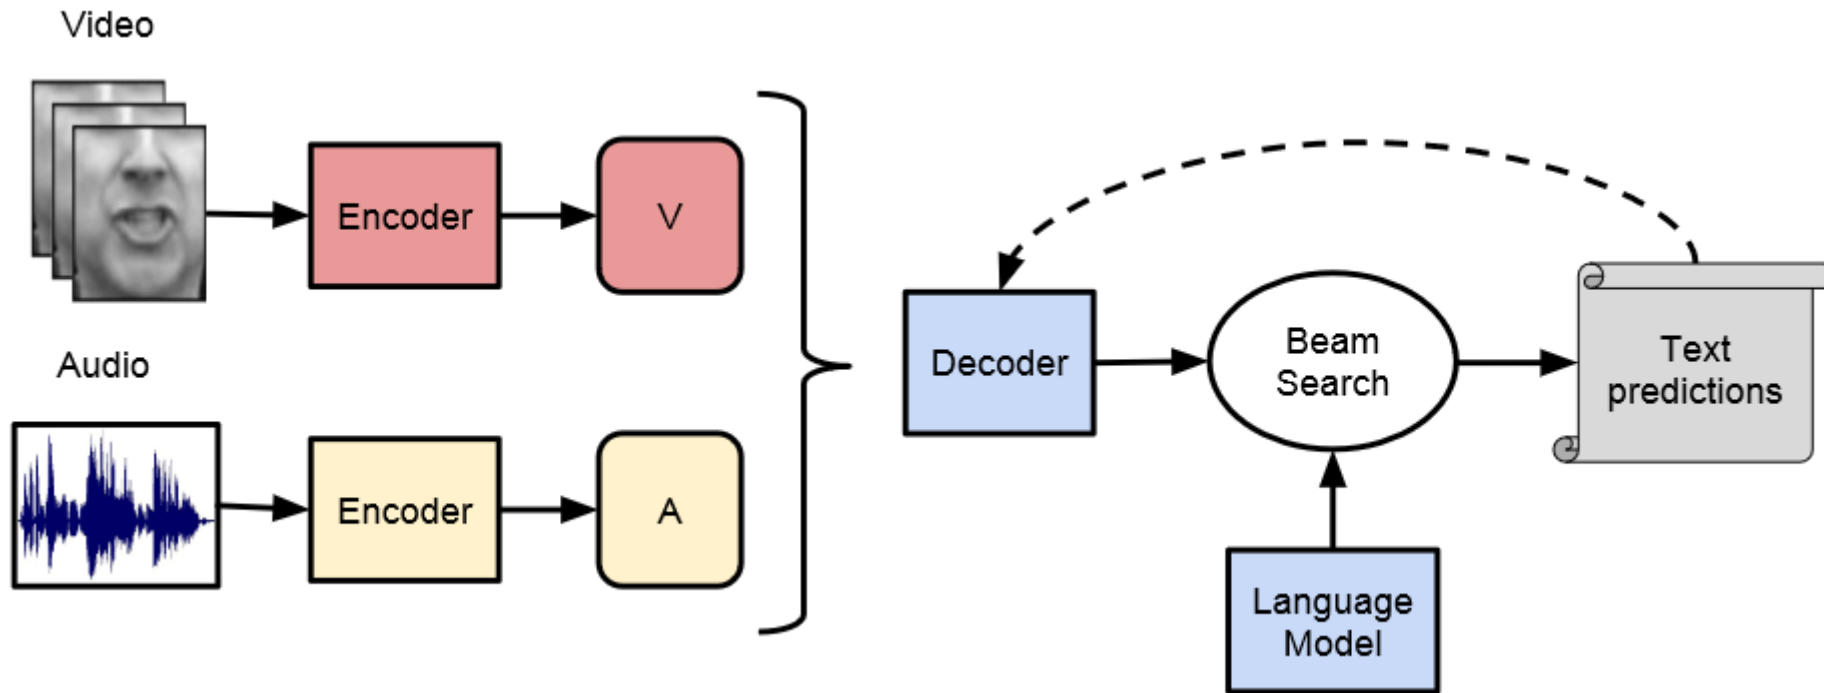 Video
Encoder
V
Audio
Encoder
A
Decoder
Beam
Search
Text
predictions
Language
Model